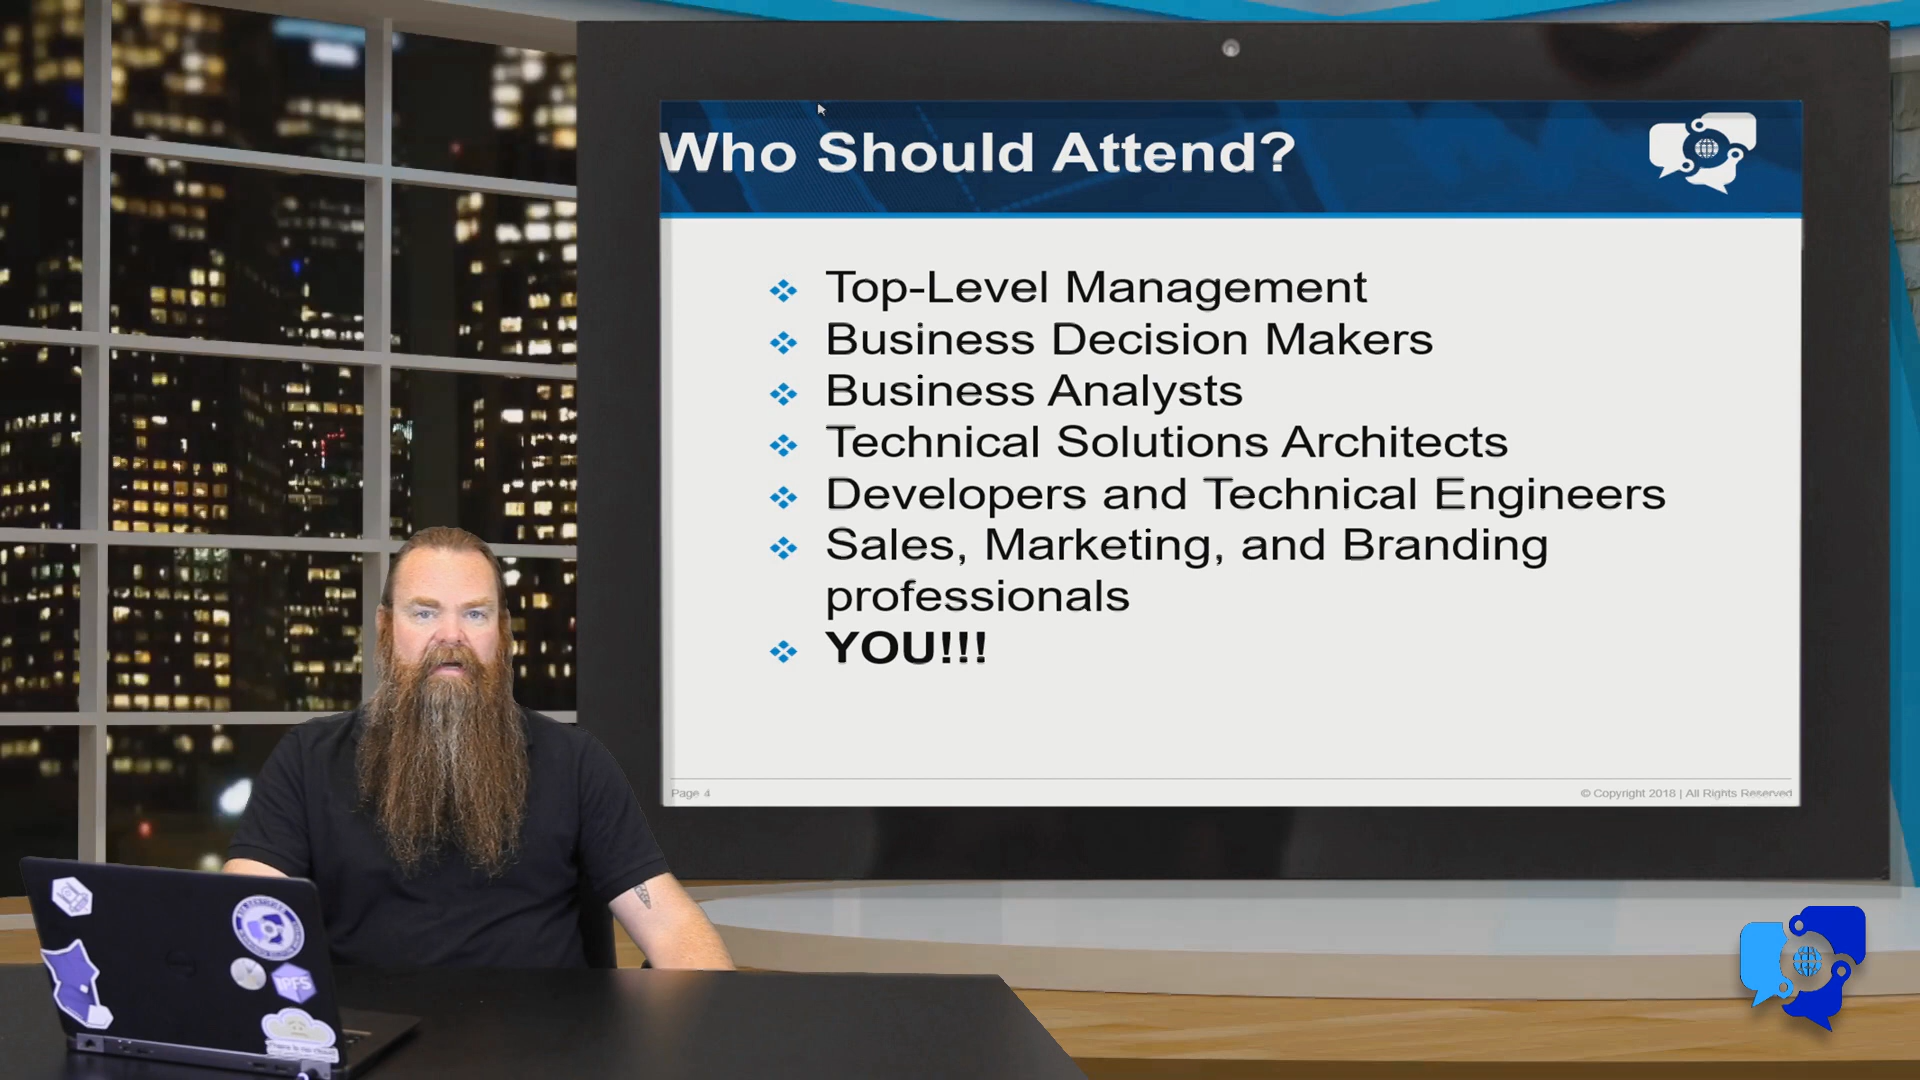 Who Should Attend?
Top-Level Management
Business Decision Makers
Business Analysts
Technical Solutions Architects
Developers and Technical Engineers
Sales, Marketing, and Branding
professionals
YOU!!!
Page 4
© Copyright 2018 | All Rights Reserved
IPFS